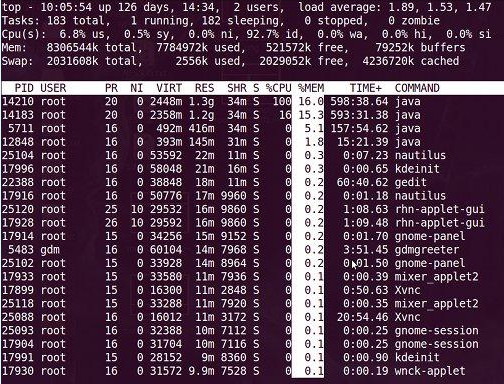 top - 10:05:54 up 126 days, 14:34, 2 users, load average: 1.89, 1.53, 1.47
Tasks: 183 total, 1 running, 182 sleeping, 0 stopped, 0 zombie
Cpu(s): 6.8% us, 0.5% sy, 0.0% ni, 92.7% id, 0.0% wa, 0.0% hi, 0.0% si
Mem: 8306544k total, 7784972k used, 521572k free, 79252k buffers
Swap: 2031608k total, 2556k used, 2029052k free, 4236720k cached
PID USER PR NI VIRT RES SHR S %CPU %MEM TIME+ COMMAND
14210 root 20 0 2448m 1.3g 34m S 100 16.0 598:38.64 java
14183 root 20 0 2358m 1.2g 34m S 16 15.3 593:31.38 java
5711 root 16 0 492m 416m 34m S 0 5.1 157:54.62 java
12848 root 16 0 393m 145m 31m S 0 1.8 15:21.39 java
25104 root 16 0 53592 22m 11m S 0 0.3 0:07.23 nautilus
17996 root 16 0 58048 21m 16m S 0 0.3 0:00.65 kdeinit
22388 root 16 0 38848 18m 11m S 0 0.2 60:40.62 gedit
17916 root 16 0 50776 17m 9960 S 0 0.2 0:01.18 nautilus
25120 root 25 10 29532 16m 9860 S 0 0.2 1:08.63 rhn-applet-gui
17928 root 26 10 29592 16m 9860 S 0 0.2 1:09.48 rhn-applet-gui
17914 root 15 0 34256 15m 9152 S 0 0.2 0:01.70 gnome-panel
5483 gdm 16 0 60104 14m 7968 S 0 0.2 3:51.45 gdmgreeter
25102 root 15 0 33928 14m 8964 S 0 0.2 0:01.50 gnome-panel
17933 root 16 0 33580 11m 7936 S 0 0.1 0:00.39 mixer_applet2
17899 root 15 0 16300 11m 2848 S 0 0.1 0:50.63 Xvnc
25118 root 15 0 33288 11m 7920 S 0 0.1 0:00.35 mixer_applet2
25088 root 16 0 16012 11m 3172 S 0 0.1 20:54.46 Xvnc
25093 root 16 0 32388 10m 7112 S 0 0.1 0:00.25 gnome-session
17904 root 16 0 31704 10m 7116 S 0 0.1 0:00.25 gnome-session
17991 root 15 0 28152 9m 8360 S 0 0.1 0:00.90 kdeinit
17930 root 16 0 31572 9.9m 7528 S 0 0.1 0:00.19 wnck-applet